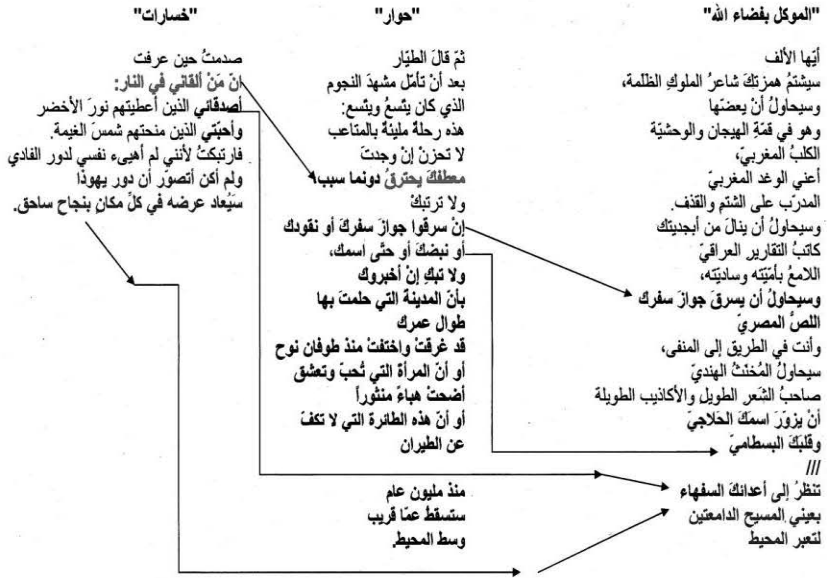 "الموكل بفضاء الله"
أيّها الألف
سيشتمُ همزتكَ شاعرُ الملوكِ الظلمة،
وسيحاولُ أنْ يعضّها
وهو في قمّةِ الهيجان والوحشيّة
الكلبُ المغربيّ،
أعني الوغد المغربيّ
المدرّب على الشتمِ والقذف.
وسيحاولُ أن ينالَ من أبجديتك
كاتبُ التقارير العراقيّ
اللامعُ بأمّيّته وساديّته،
وسيحاولُ أن يسرقَ جوازَ سفرك
اللصُّ المصريّ
وأنت في الطريق إلى المنفى،
سيحاولُ المُخنّثُ الهنديّ
صاحبُ الشَعرِ الطويلِ والأكاذيب الطويلة
أنْ يزوّرَ اسمَكَ الحَلاجيّ
وقلبَكَ البسطاميّ
///
تنظرُ إلى أعدائكَ السفهاء
بعيني المسيح الدامعتين
لتعبر المحيط
"حوار"
ثمّ قالَ الطيّار
بعد أنْ تأمّل مشهدَ النجوم
الذي كان يتّسعُ ويتّسع:
هذه رحلةٌ مليئةٌ بالمتاعب
لا تحزنْ إنْ وجدتَ
معطفكَ يحترقُ دونما سبب،
ولا ترتبكْ
إنْ سرقوا جوازَ سفركَ أو نقودك
أو نبضكَ أو حتّى اسمك،
ولا تبكِ إنْ أخبروك
بأنّ المدينةَ التي حلمتَ بها
طوال عمرك
قد غرقتْ واختفتْ منذ طوفان نوح
أو أنّ المرأةَ التي تُحبّ وتعشق
أضحتْ هباءً منثوراً
أو أنّ هذه الطائرة التي لا تكفّ
عن الطيران
منذ مليون عام
ستسقطُ عمّا قريب
وسط المحيط.
"خسارات"
صدمتُ حين عرفت
انّ مَنْ ألقاني في النار:
أصدقائي الذين أعطيتهم نورَ الأخضر
وأحبّتي الذين منحتهم شمسَ الغيمة.
فارتبكتُ لأنني لم أهيىء نفسي لدور الفادي
ولم أكن أتصوّر أن دور يهوذا
سَيُعاد عرضه في كلِّ مكانٍ بنجاح ساحق.